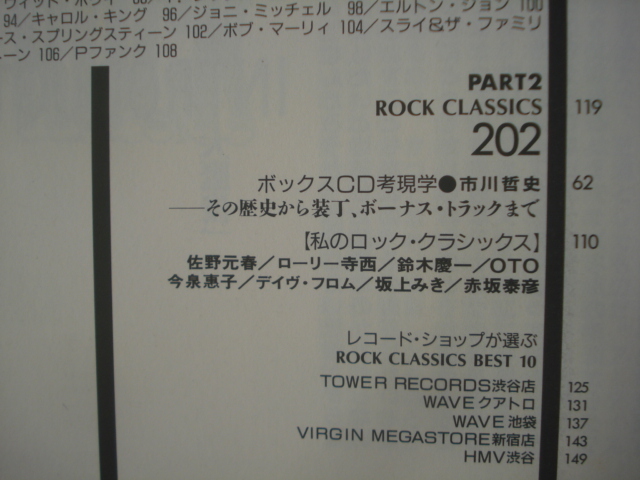 94／キャロル・キング　96／ジョニ・ミッチェル　98／エルトン・ジョン 100
ース・スプリングスティーン 102／ボブ・マーリィ 104／スライ&ザ・ファミリ
ーン 106／Pファンク 108
PART2
ROCK CLASSICS 119
202
ボックスCD考現学●市川哲史 62
――その歴史から装丁、ボーナス・トラックまで
【私のロック・クラシックス】 110
佐野元春／ローリー寺西／鈴木慶一／OTO
今泉惠子／デイヴ・フロム／坂上みき／赤坂泰彦
レコード・ショップが選ぶ
ROCK CLASSICS BEST 10
TOWER RECORDS渋谷店 125
WAVEクアトロ 131
WAVE池袋 137
VIRGIN MEGASTORE新宿店 143
HMV渋谷 149